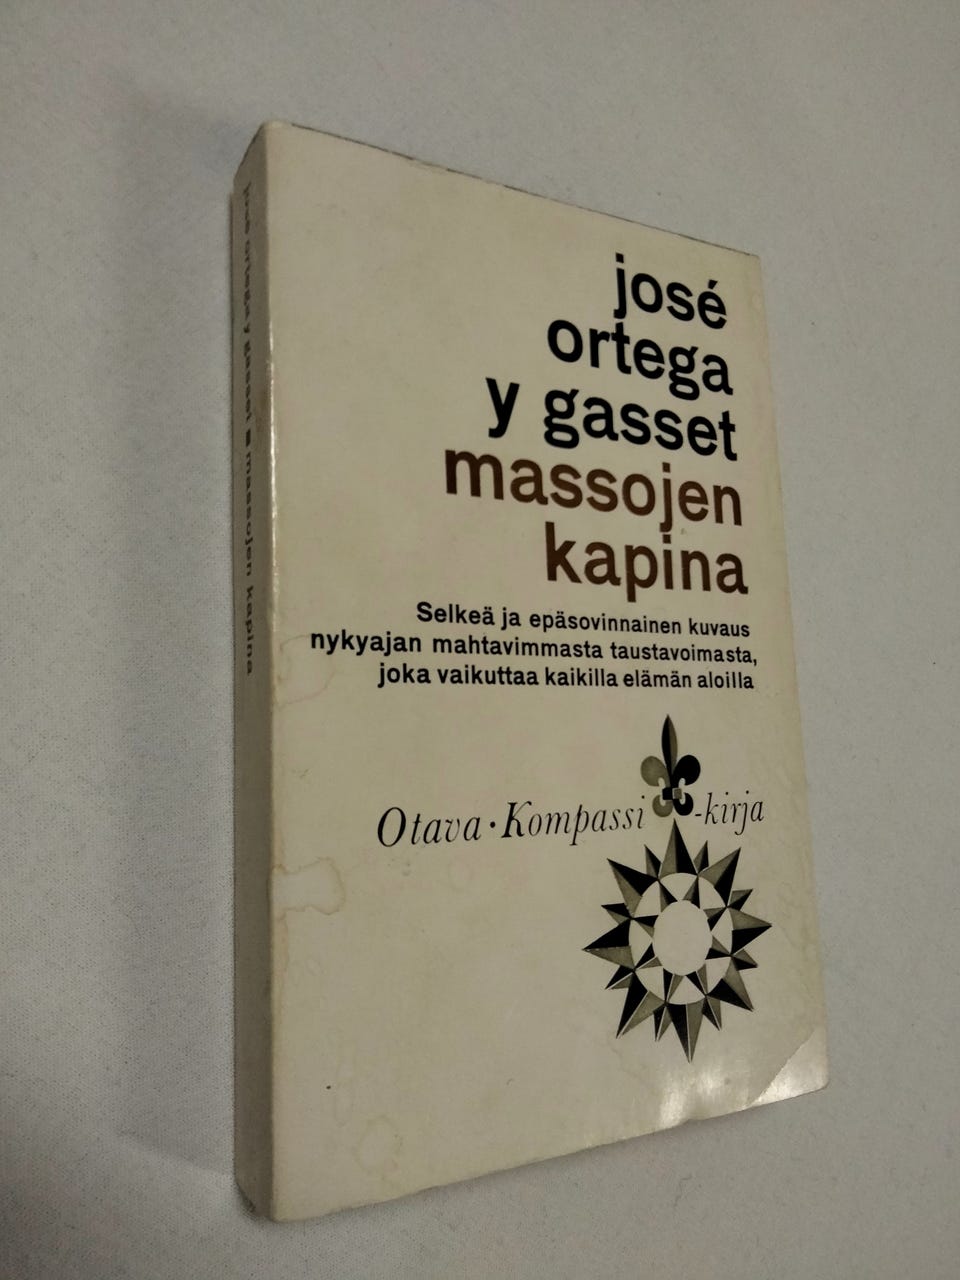 josé
ortega
y gasset
massojen
kapina
Selkeä ja epäsovinnainen kuvaus
nykyajan mahtavimmasta taustavoimasta,
joka vaikuttaa kaikilla elämän aloilla
Otava·Kompassi-kirja
josé ortega y gasset ■ massojen kapina